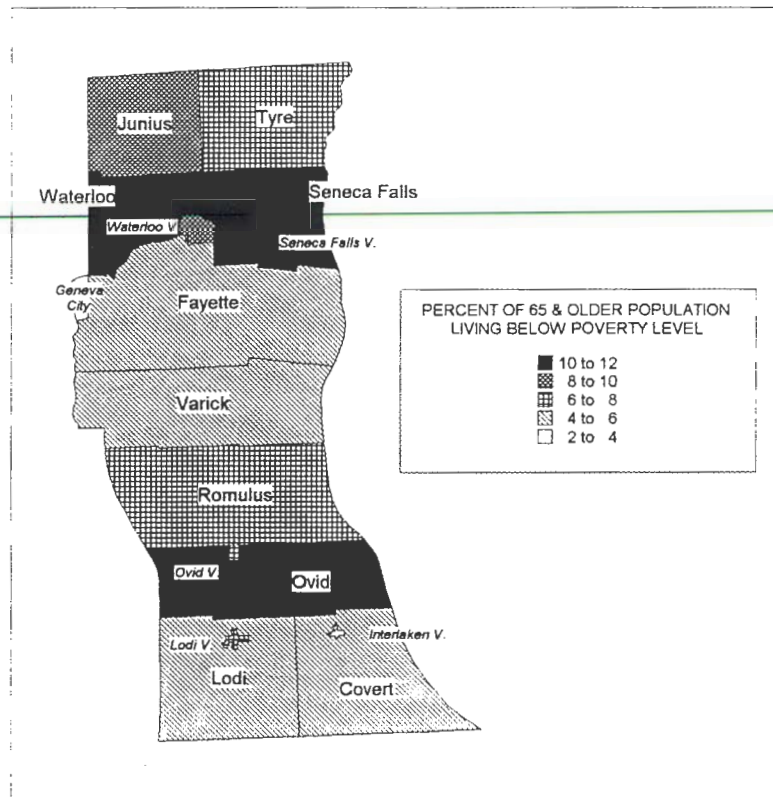 Junius
Tyre
Waterloo
Seneca Falls
Waterloo V
Seneca Falls V.
Geneva
City
Fayette
PERCENT OF 65 & OLDER POPULATION
LIVING BELOW POVERTY LEVEL
10 to 12
8 to 10
6 to 8
4 to 6
2 to 4
Varick
Romulus
Ovid V.
Ovid
Lodi V.
Interlaken V.
Lodi
Covert